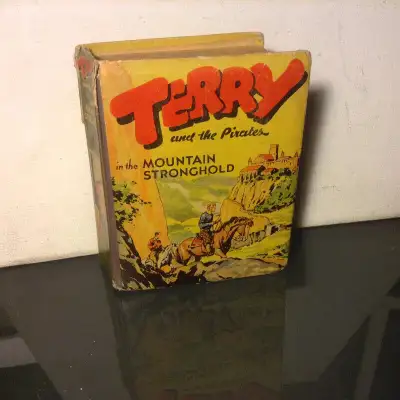 TERRY
and the Pirates
in the MOUNTAIN
STRONGHOLD